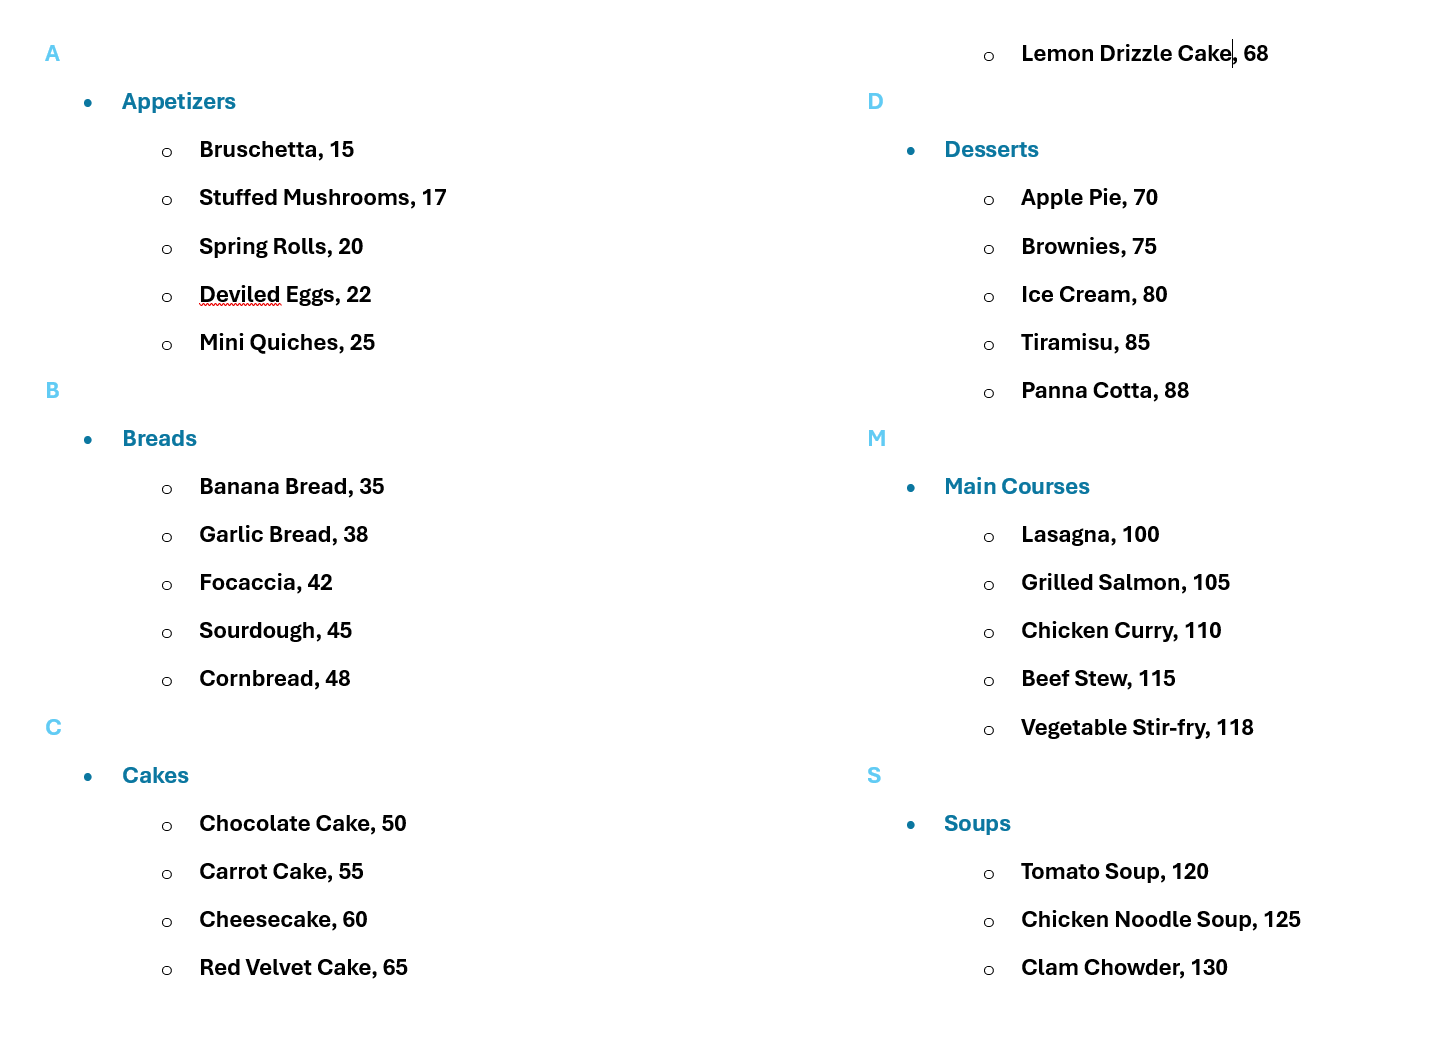 A
• Appetizers
o Bruschetta, 15
o Stuffed Mushrooms, 17
o Spring Rolls, 20
o Deviled Eggs, 22
o Mini Quiches, 25
B
• Breads
o Banana Bread, 35
o Garlic Bread, 38
o Focaccia, 42
o Sourdough, 45
o Cornbread, 48
C
• Cakes
o Chocolate Cake, 50
o Carrot Cake, 55
o Cheesecake, 60
o Red Velvet Cake, 65
o Lemon Drizzle Cake, 68
D
• Desserts
o Apple Pie, 70
o Brownies, 75
o Ice Cream, 80
o Tiramisu, 85
o Panna Cotta, 88
M
• Main Courses
o Lasagna, 100
o Grilled Salmon, 105
o Chicken Curry, 110
o Beef Stew, 115
o Vegetable Stir-fry, 118
S
• Soups
o Tomato Soup, 120
o Chicken Noodle Soup, 125
o Clam Chowder, 130